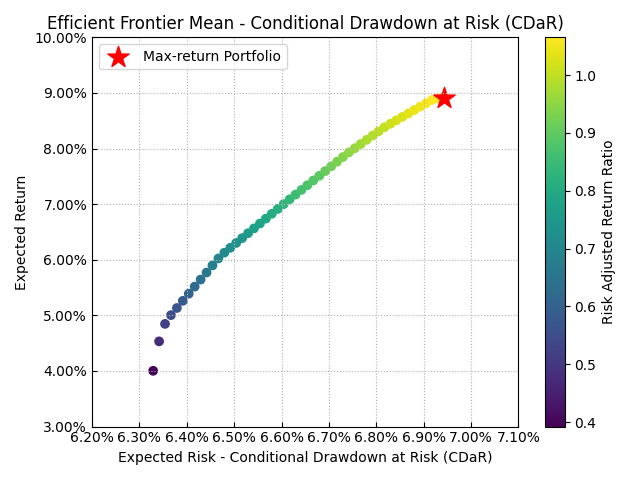 Efficient Frontier Mean - Conditional Drawdown at Risk (CDaR)
Max-return Portfolio
10.00%
9.00%
8.00%
7.00%
6.00%
5.00%
4.00%
3.00%
Expected Return
6.20% 6.30% 6.40% 6.50% 6.60% 6.70% 6.80% 6.90% 7.00% 7.10%
Expected Risk - Conditional Drawdown at Risk (CDaR)
1.0
0.9
0.8
0.7
0.6
0.5
0.4
Risk Adjusted Return Ratio